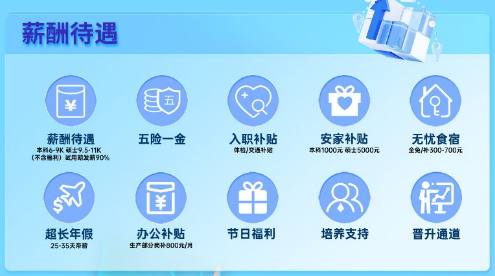 薪酬待遇
薪酬待遇
五险一金
入职补贴
安家补贴
无忧食宿
本科6-9K 硕士9.5-11K
(不含福利) 试用期发薪90%
体检/交通补贴
本科1000元 硕士5000元
全免/补300-700元
超长年假
办公补贴
节日福利
培养支持
晋升通道
25-35天带薪
生产部分类补800元/月